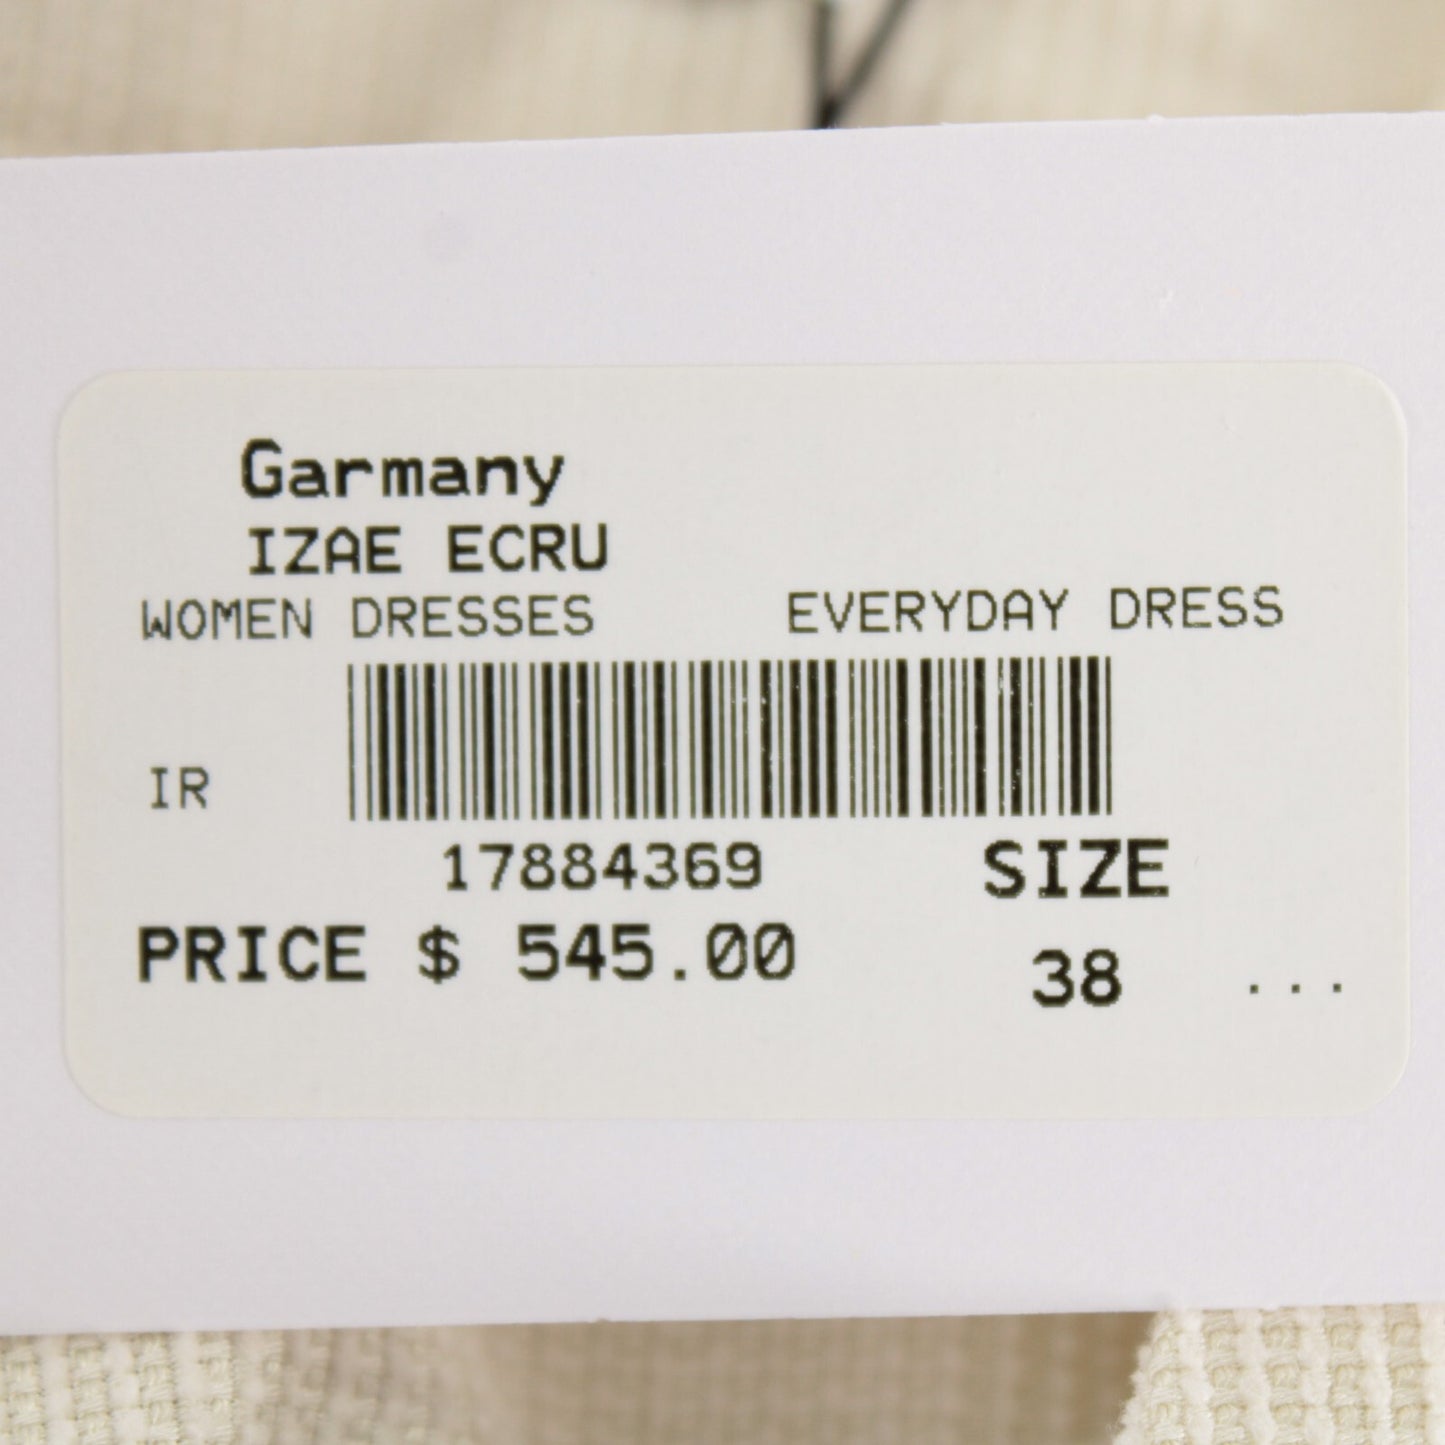 Garmany
IZAE ECRU
WOMEN DRESSES EVERYDAY DRESS
IR
17884369 SIZE
PRICE $ 545.00 38 ...